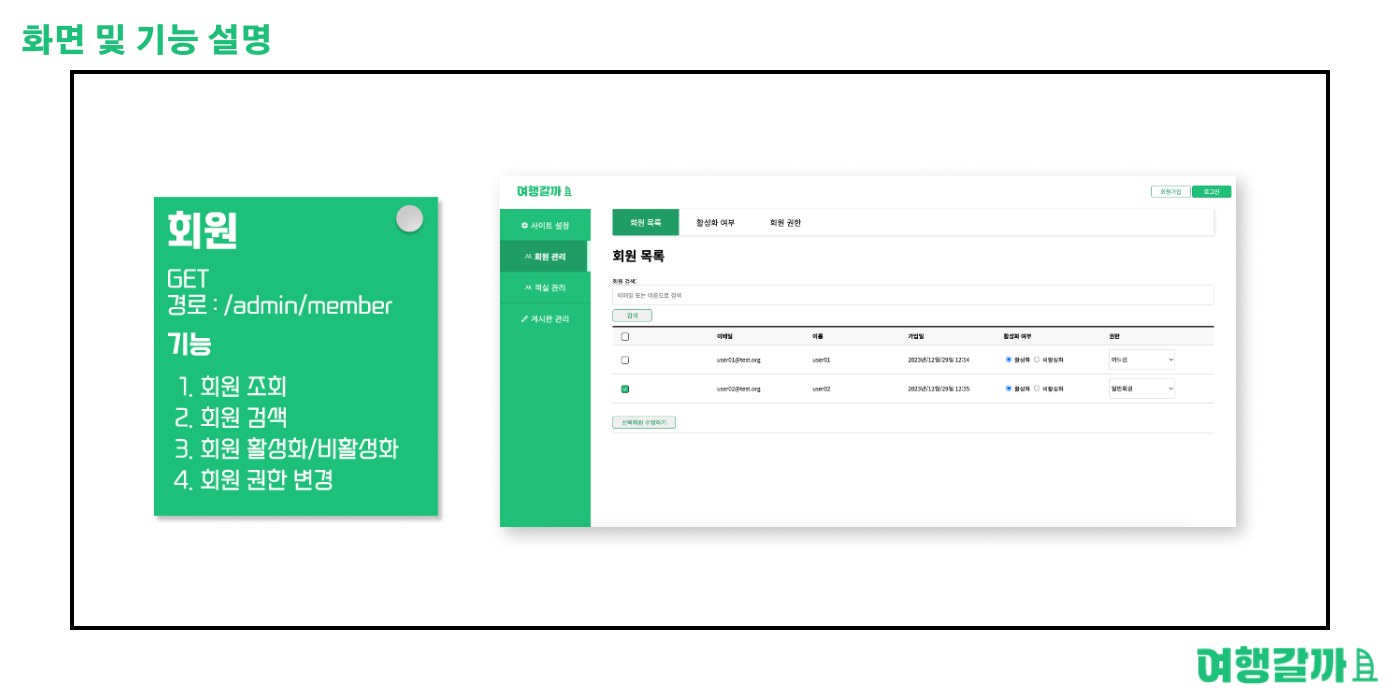 화면 및 기능 설명
회원
GET
경로 : /admin/member
기능
1. 회원 조회
2. 회원 검색
3. 회원 활성화/비활성화
4. 회원 권한 변경
여행갈까
회원가입 로그인
사이트 설정
회원 관리
객실 관리
게시판 관리
회원 목록 활성화 여부 회원 권한
회원 목록
회원 검색:
이메일 또는 이름으로 검색
검색
이메일 이름 가입일 활성화 여부 권한
user01@test.org user01 2023년/12월/29일 12:54 활성화 비활성화 어드민
user02@test.org user02 2023년/12월/29일 12:55 활성화 비활성화 일반회원
선택회원 수정하기
여행갈까